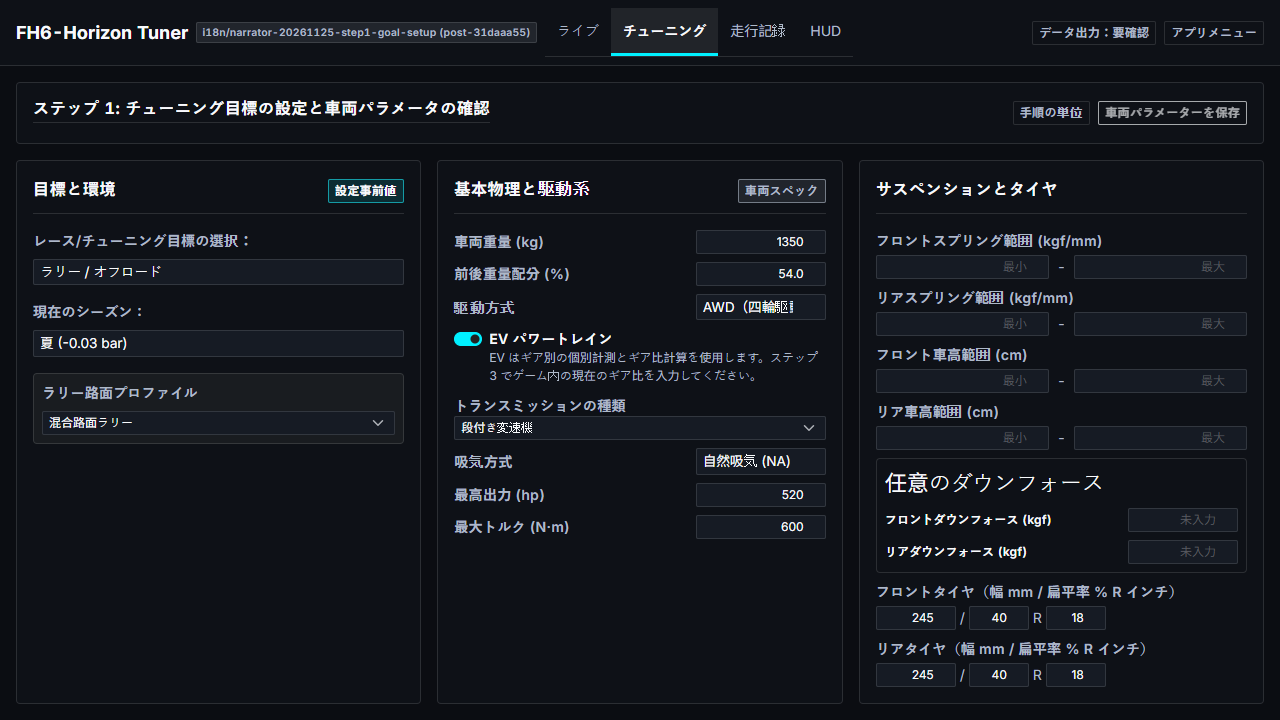 FH6-Horizon Tuner
i18n/narrator-20261125-step1-goal-setup (post-31daaa55)
ライブ
チューニング
走行記録
HUD
データ出力：要確認
アプリメニュー
ステップ 1: チューニング目標の設定と車両パラメータの確認
手順の単位
車両パラメーターを保存
目標と環境
設定事前値
レース/チューニング目標の選択：
ラリー / オフロード
現在のシーズン：
夏 (-0.03 bar)
ラリー路面プロファイル
混合路面ラリー
基本物理と駆動系
車両スペック
車両重量 (kg)
1350
前後重量配分 (%)
54.0
駆動方式
AWD（四輪駆
EV パワートレイン
EV はギア別の個別計測とギア比計算を使用します。ステップ
3 でゲーム内の現在のギア比を入力してください。
トランスミッションの種類
段付き変速機
吸気方式
自然吸気 (NA)
最高出力 (hp)
520
最大トルク (N·m)
600
サスペンションとタイヤ
フロントスプリング範囲 (kgf/mm)
最小 - 最大
リアスプリング範囲 (kgf/mm)
最小 - 最大
フロント車高範囲 (cm)
最小 - 最大
リア車高範囲 (cm)
最小 - 最大
任意のダウンフォース
フロントダウンフォース (kgf)
未入力
リアダウンフォース (kgf)
未入力
フロントタイヤ（幅 mm / 扁平率 % R インチ）
245 / 40 R 18
リアタイヤ（幅 mm / 扁平率 % R インチ）
245 / 40 R 18